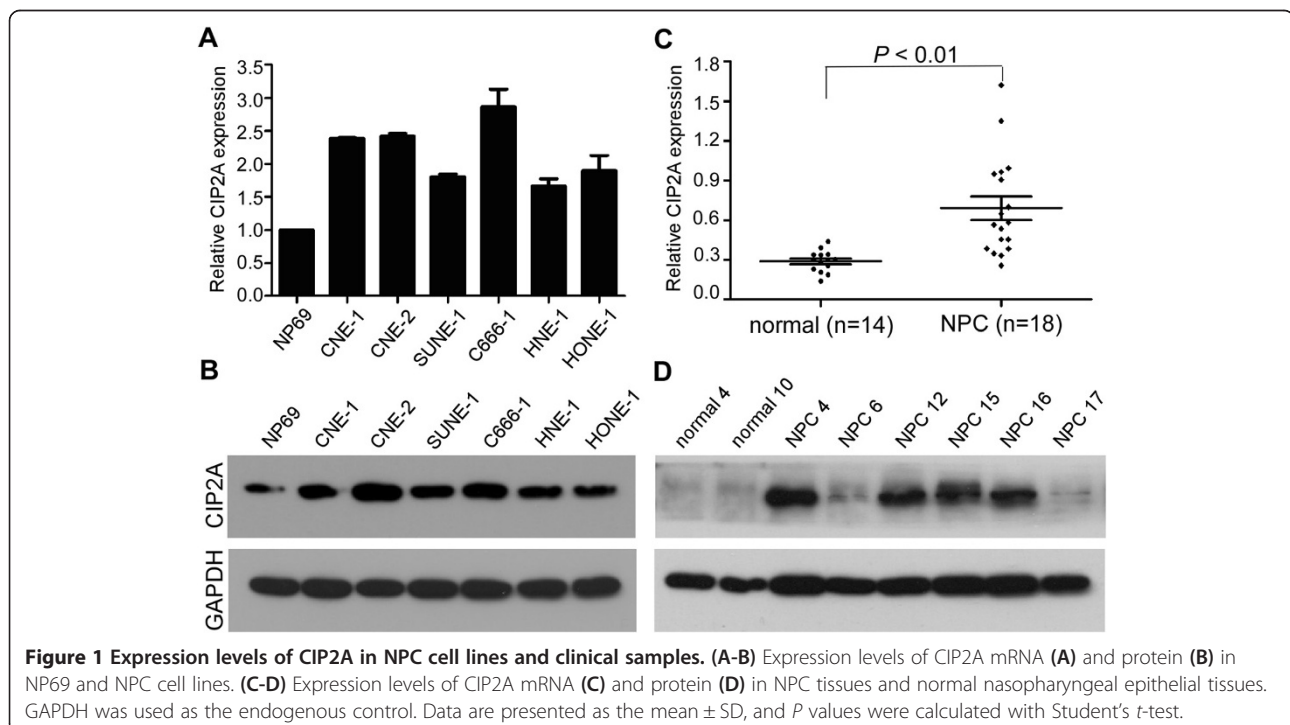 A
Relative CIP2A expression
3.5
3.0
2.5
2.0
1.5
1.0
0.5
0.0
NP69
CNE-1
CNE-2
SUNE-1
C666-1
HNE-1
HONE-1
C
P < 0.01
Relative CIP2A expression
1.8
1.5
1.2
0.9
0.6
0.3
0.0
normal (n=14)
NPC (n=18)
B
NP69
CNE-1
CNE-2
SUNE-1
C666-1
HNE-1
HONE-1
CIP2A
GAPDH
D
normal 4
normal 10
NPC 4
NPC 6
NPC 12
NPC 15
NPC 16
NPC 17
Figure 1 Expression levels of CIP2A in NPC cell lines and clinical samples. (A-B) Expression levels of CIP2A mRNA (A) and protein (B) in
NP69 and NPC cell lines. (C-D) Expression levels of CIP2A mRNA (C) and protein (D) in NPC tissues and normal nasopharyngeal epithelial tissues.
GAPDH was used as the endogenous control. Data are presented as the mean ± SD, and P values were calculated with Student's t-test.